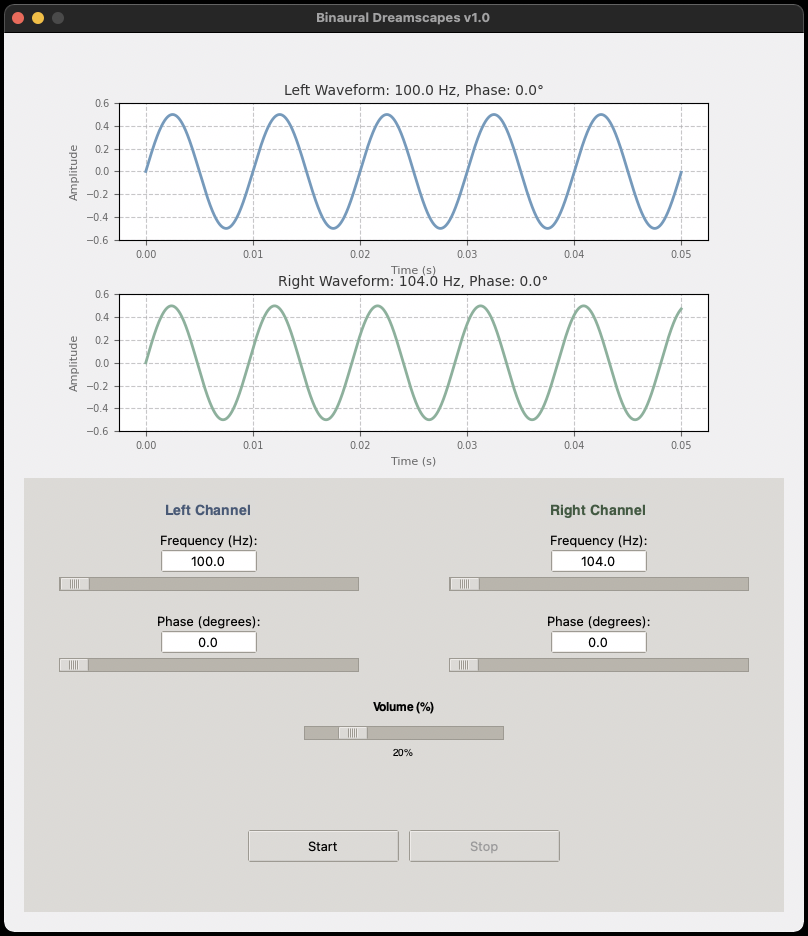 Binaural Dreamscapes v1.0
Left Waveform: 100.0 Hz, Phase: 0.0°
Amplitude
0.6
0.4
0.2
0.0
−0.2
−0.4
−0.6
0.00 0.01 0.02 0.03 0.04 0.05
Time (s)
Right Waveform: 104.0 Hz, Phase: 0.0°
Amplitude
0.6
0.4
0.2
0.0
−0.2
−0.4
−0.6
0.00 0.01 0.02 0.03 0.04 0.05
Time (s)
Left Channel
Frequency (Hz):
100.0
Phase (degrees):
0.0
Right Channel
Frequency (Hz):
104.0
Phase (degrees):
0.0
Volume (%)
20%
Start Stop